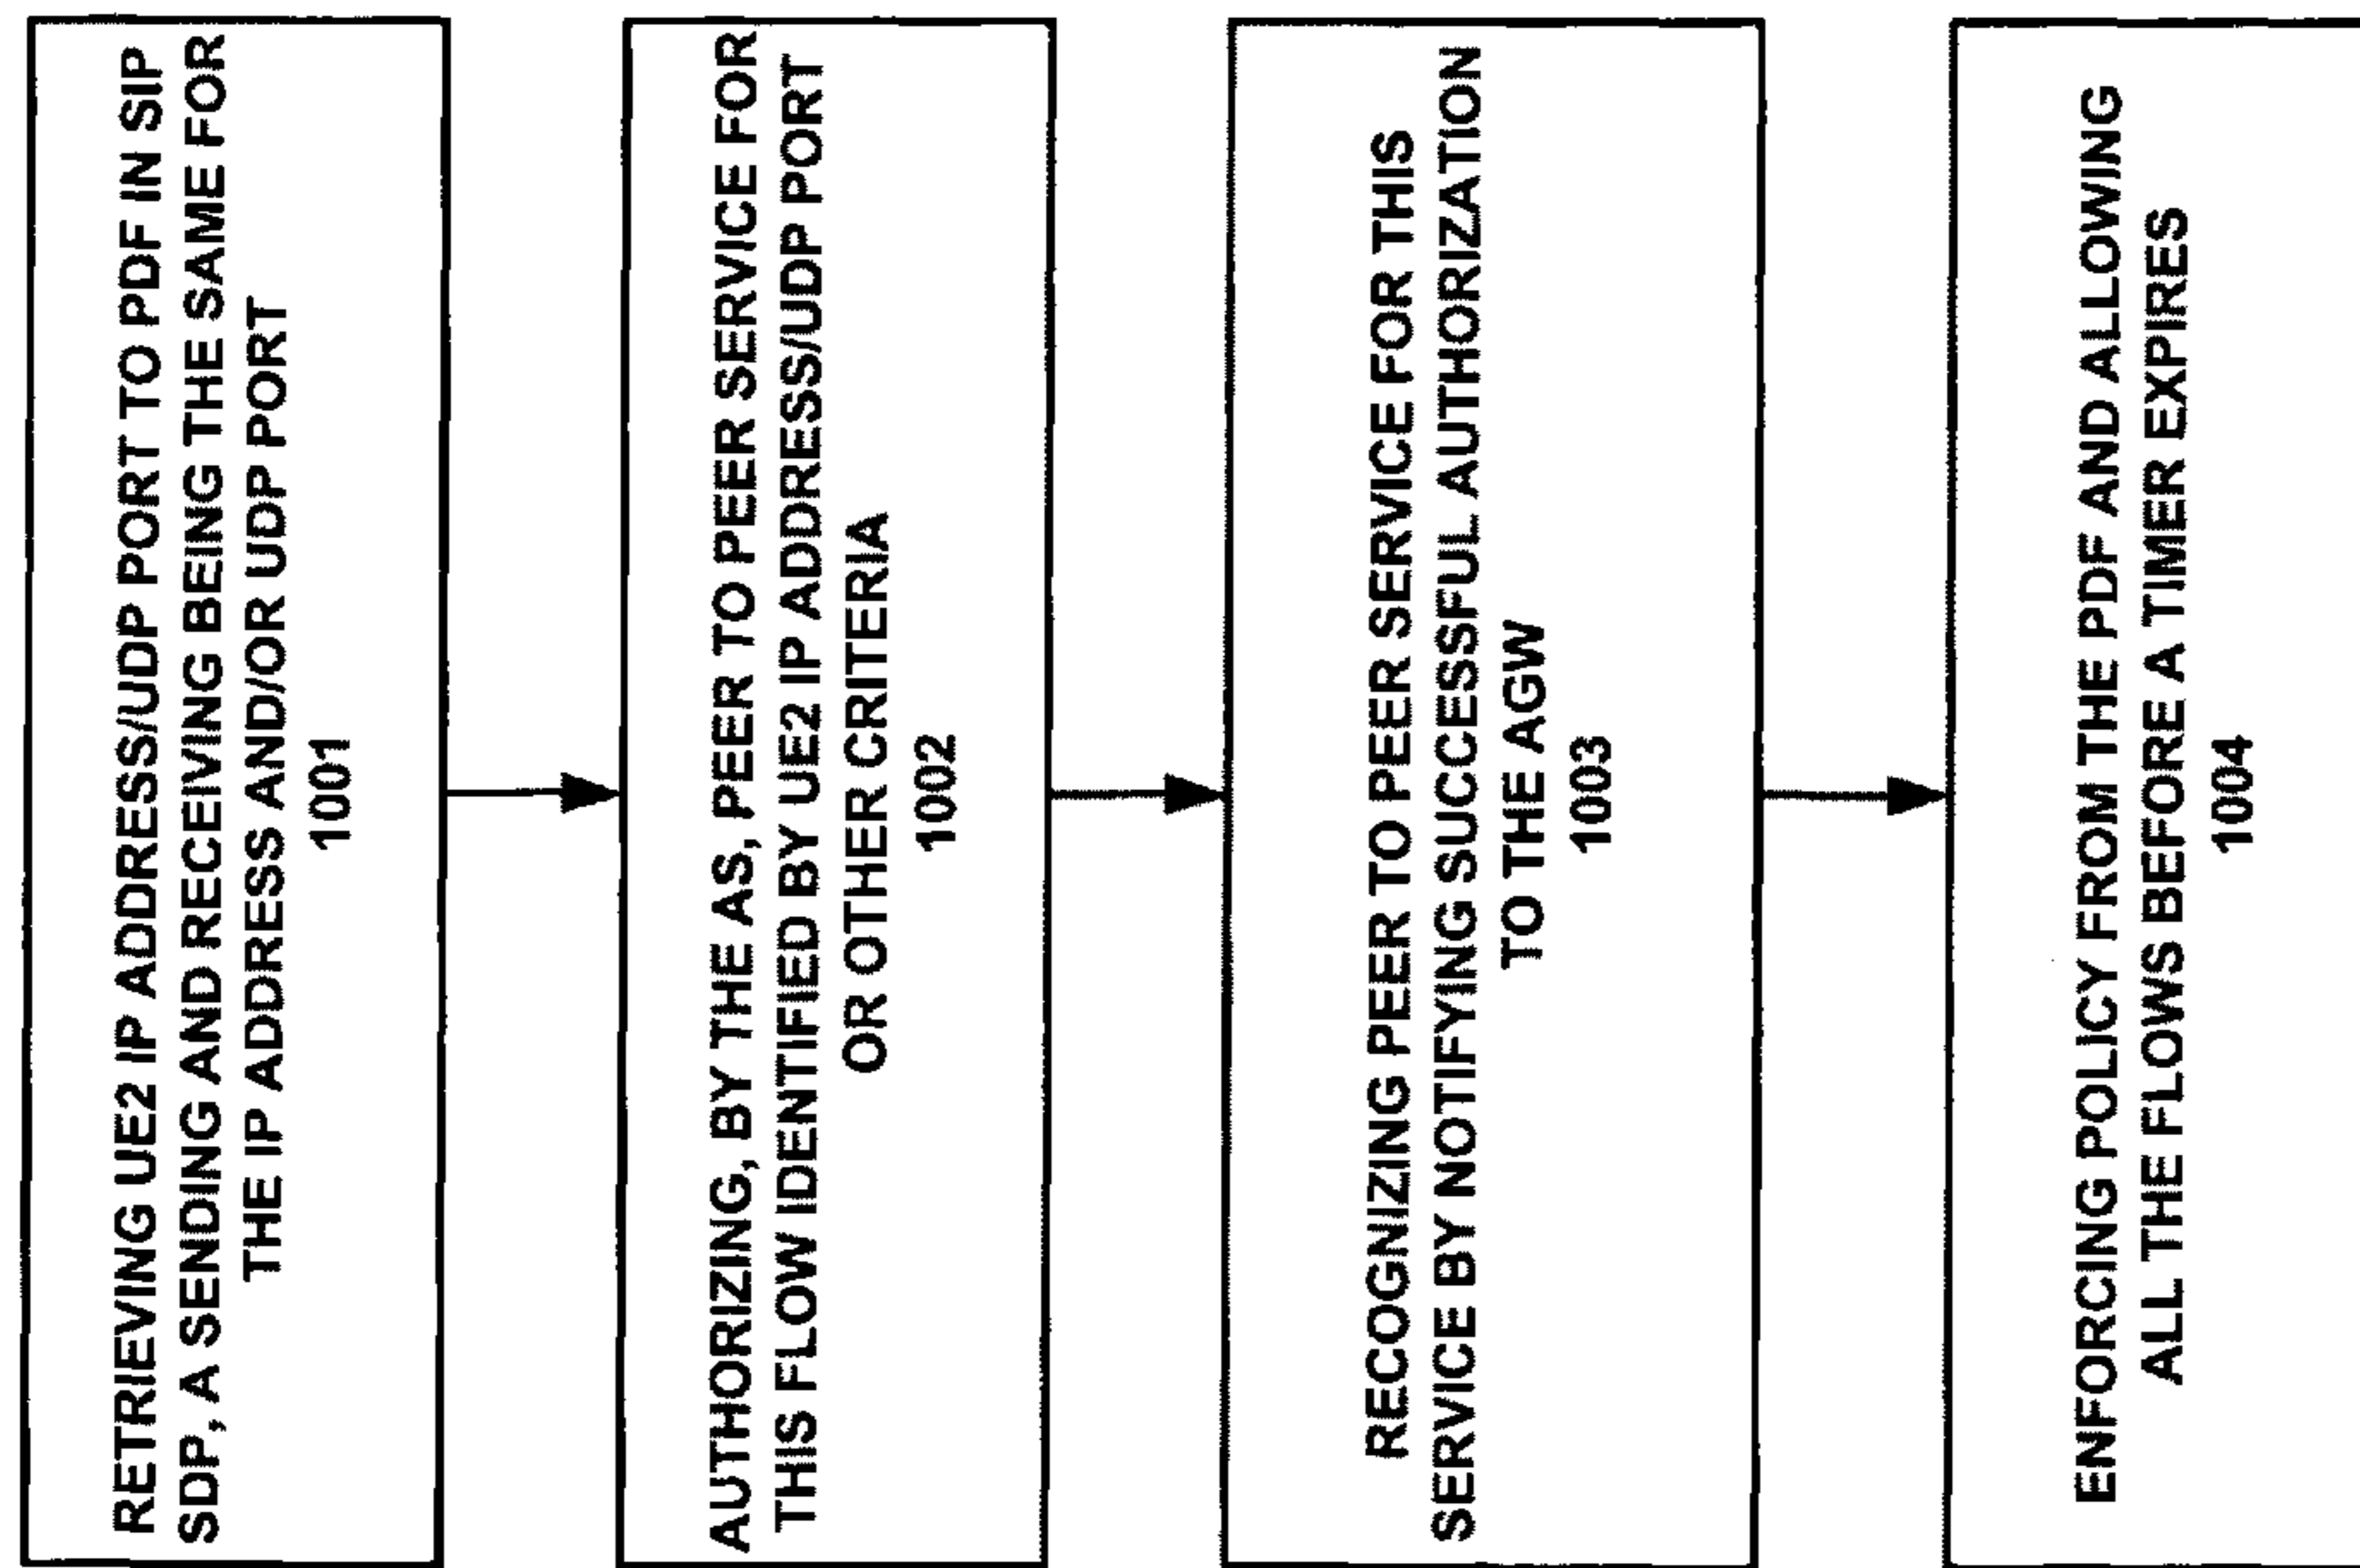 RETRIEVING UE2 IP ADDRESS/UDP PORT TO PDF IN SIP
SDP, A SENDING AND RECEIVING BEING THE SAME FOR
THE IP ADDRESS AND/OR UDP PORT
1001
AUTHORIZING, BY THE AS, PEER TO PEER SERVICE FOR
THIS FLOW IDENTIFIED BY UE2 IP ADDRESS/UDP PORT
OR OTHER CRITERIA
1002
RECOGNIZING PEER TO PEER SERVICE FOR THIS
SERVICE BY NOTIFYING SUCCESSFUL AUTHORIZATION
TO THE AGW
1003
ENFORCING POLICY FROM THE PDF AND ALLOWING
ALL THE FLOWS BEFORE A TIMER EXPIRES
1004